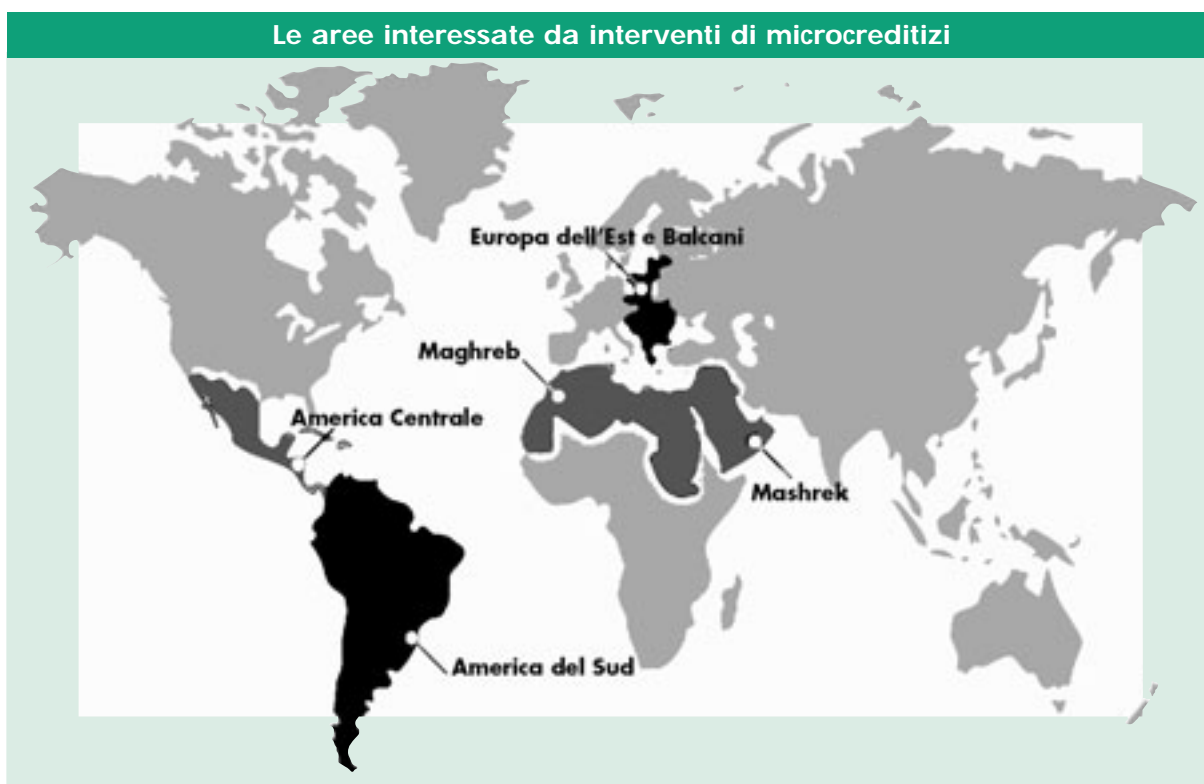 Le aree interessate da interventi di microcreditizi
Europa dell'Est e Balcani
Maghreb
America Centrale
Mashrek
America del Sud